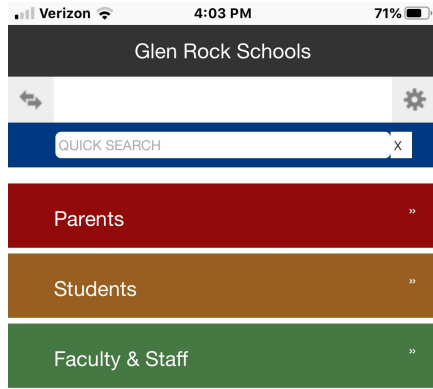 Verizon 4:03 PM 71%
Glen Rock Schools
QUICK SEARCH X
Parents »
Students »
Faculty & Staff »